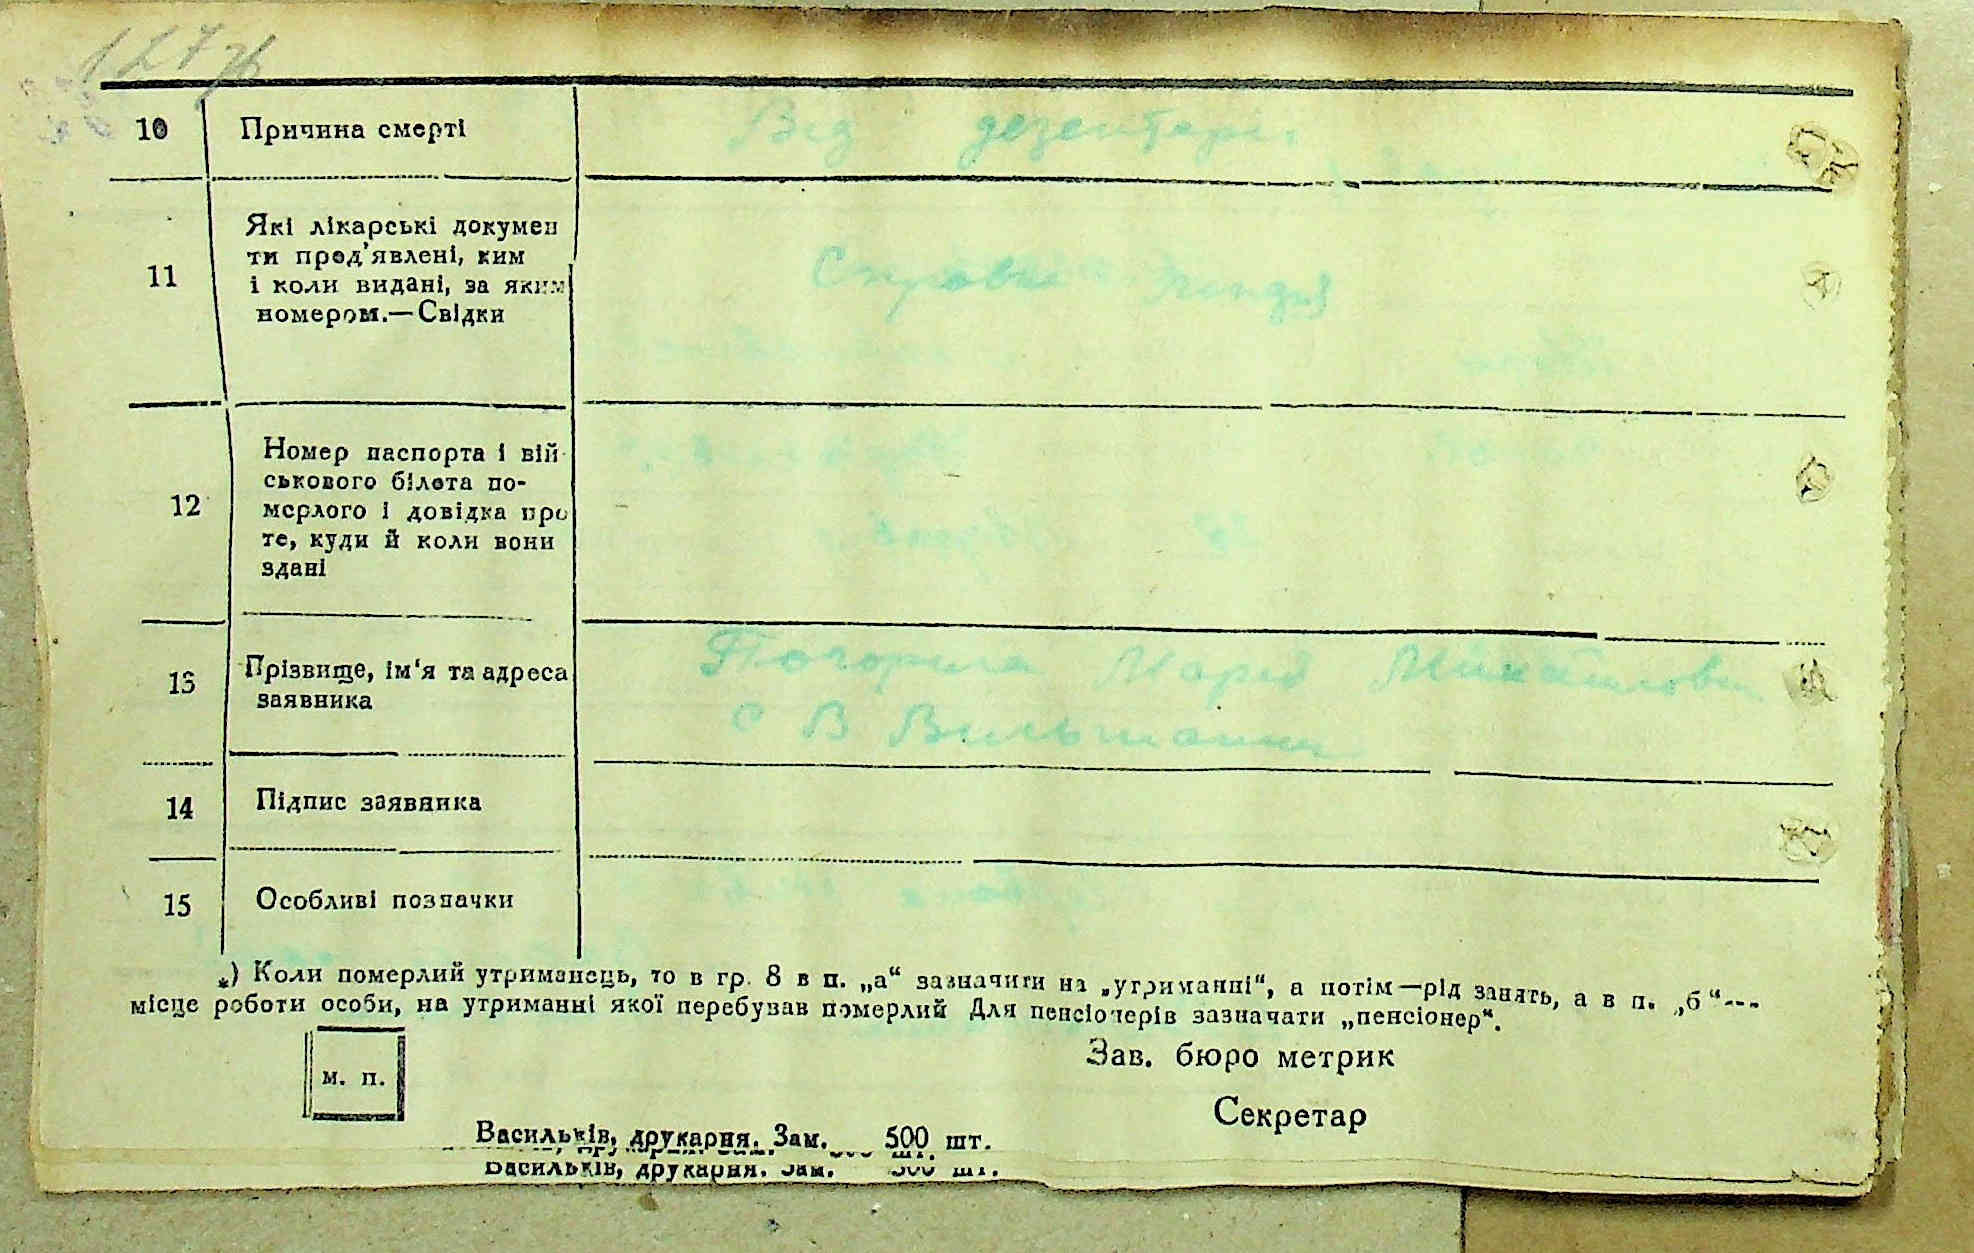 10 Причина смерті Від дезентерії
11 Які лікарські докумен
ти пред'явлені, ким
і коли видані, за яким
номером.—Свідки
Справка
12 Номер паспорта і вій-
ськового білета по-
мерлого і довідка про
те, куди й коли вони
здані
13 Прізвище, ім'я та адреса
заявника
Погорила Марія Михайловна
С В Вильшанка
14 Підпис заявника
15 Особливі позначки
*) Коли померлий утриманець, то в гр. 8 в п. „а“ зазначити на „утриманні“, а потім—рід занять, а в п. „б“---
місце роботи особи, на утриманні якої перебував померлий Для пенсіонерів зазначати „пенсіонер“.
Зав. бюро метрик
м. п.
Секретар
Васильків, друкарня. Зам. 500 шт.
Васильків, друкарня. Зам. 500 шт.